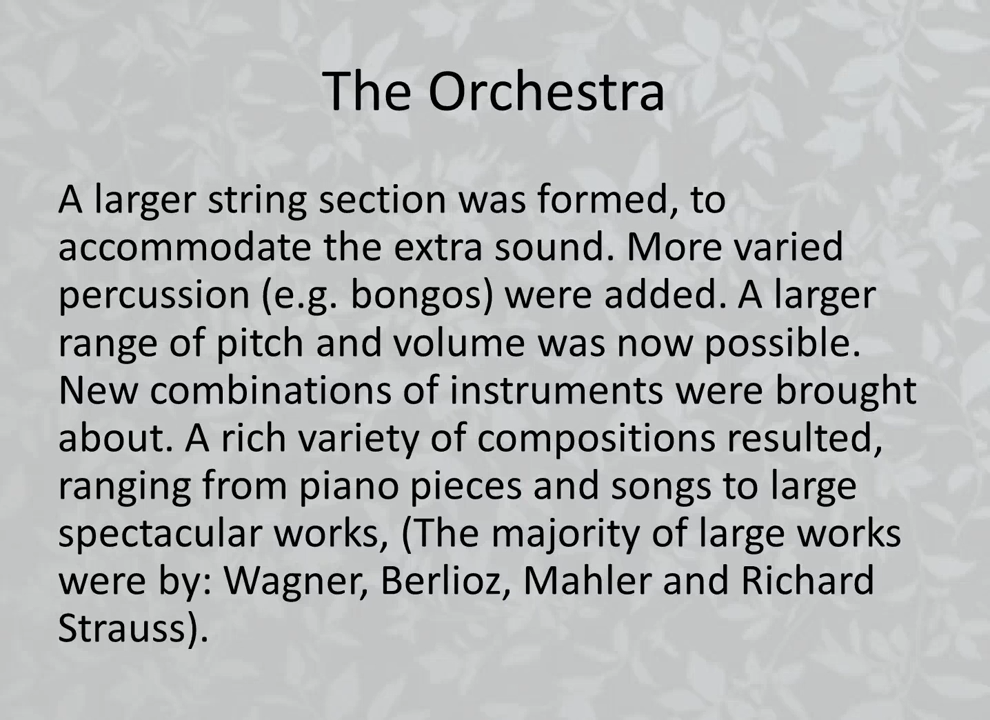 The Orchestra
A larger string section was formed, to
accommodate the extra sound. More varied
percussion (e.g. bongos) were added. A larger
range of pitch and volume was now possible.
New combinations of instruments were brought
about. A rich variety of compositions resulted,
ranging from piano pieces and songs to large
spectacular works, (The majority of large works
were by: Wagner, Berlioz, Mahler and Richard
Strauss).